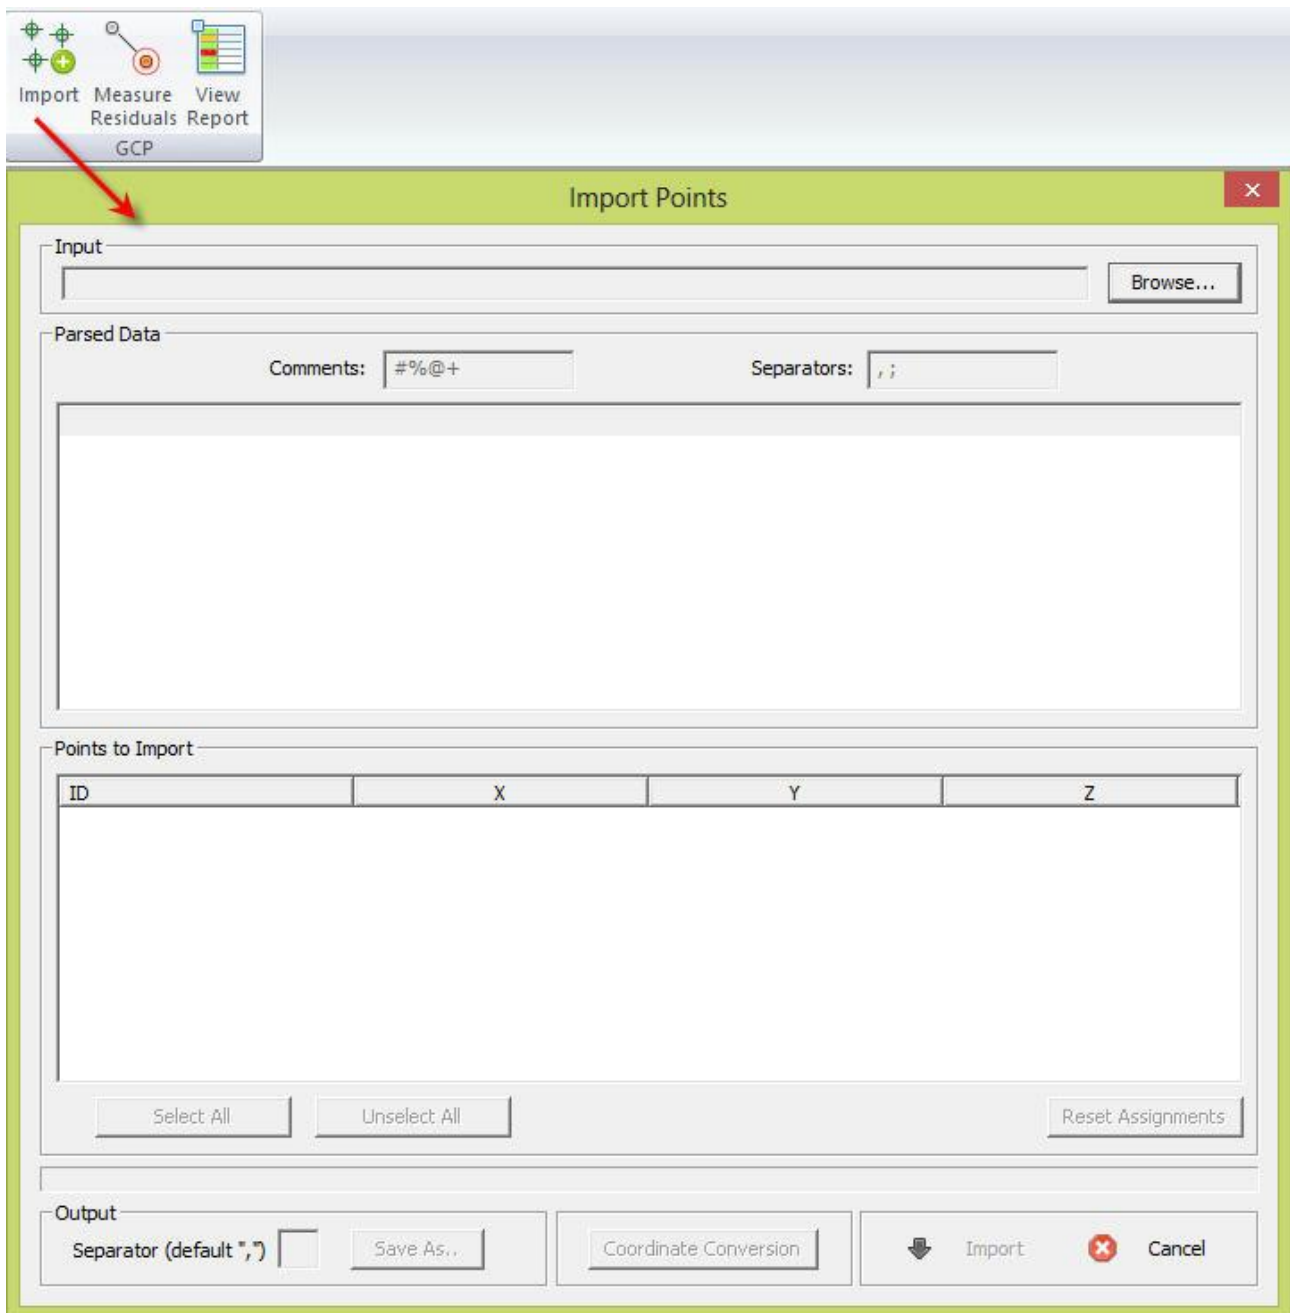 Import Measure View
Residuals Report
GCP
Import Points
Input
Browse...
Parsed Data
Comments: #%@+ Separators: , ;
Points to Import
ID X Y Z
Select All Unselect All Reset Assignments
Output
Separator (default ",") Save As.. Coordinate Conversion Import Cancel